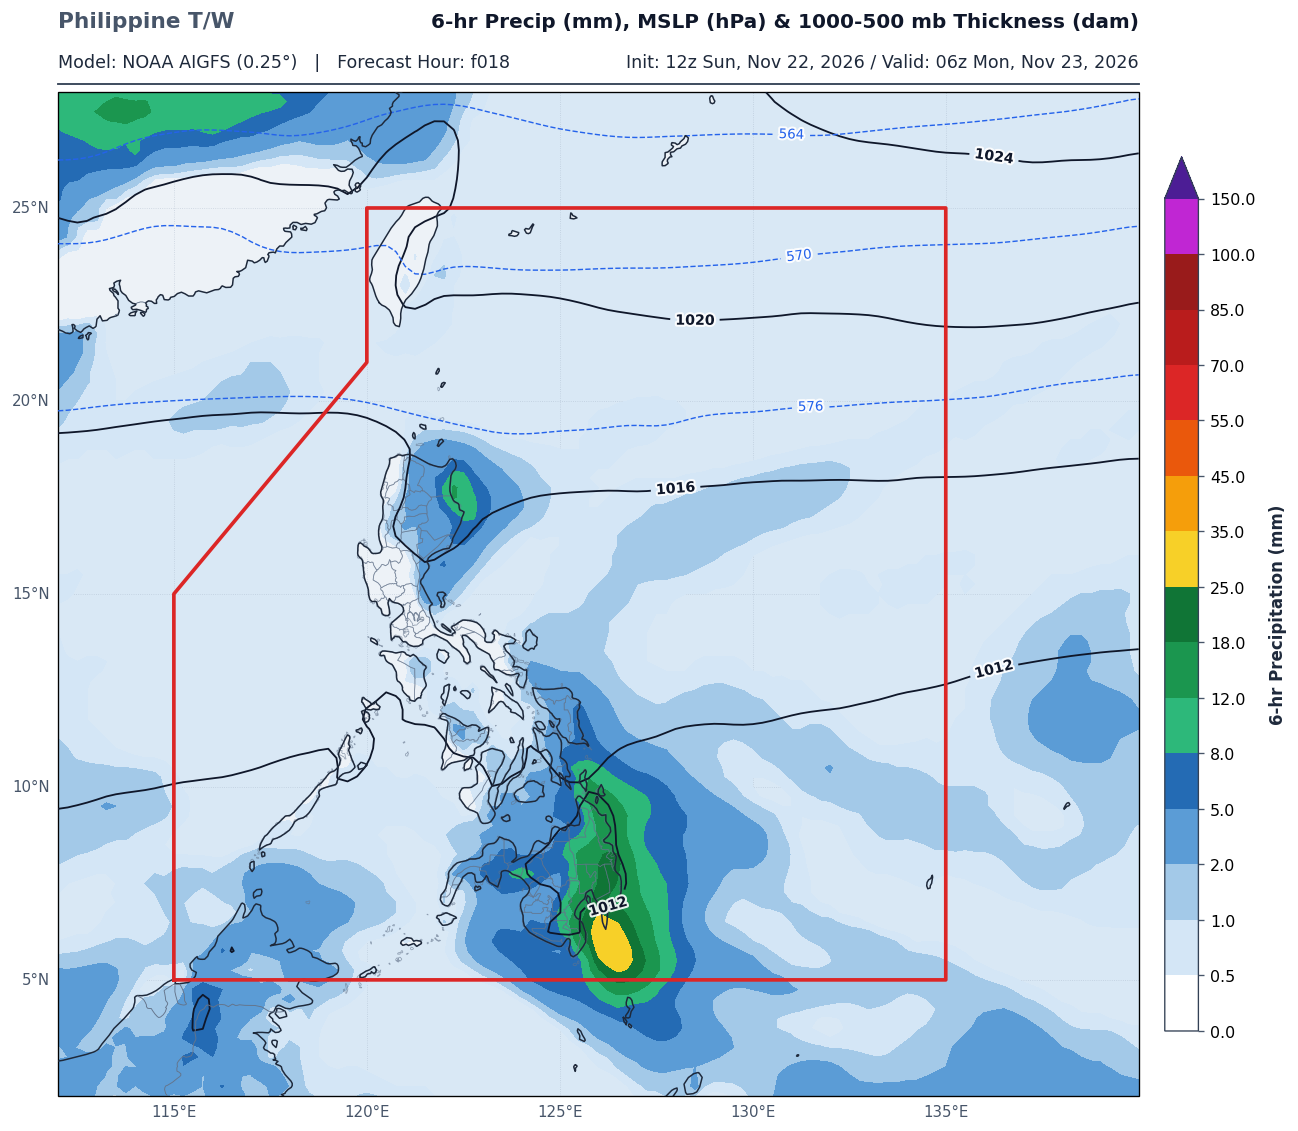 Philippine T/W
6-hr Precip (mm), MSLP (hPa) & 1000-500 mb Thickness (dam)
Model: NOAA AIGFS (0.25°) | Forecast Hour: f018
Init: 12z Sun, Nov 22, 2026 / Valid: 06z Mon, Nov 23, 2026
564
1024
25°N
570
1020
20°N
576
1016
15°N
1012
10°N
1012
5°N
115°E
120°E
125°E
130°E
135°E
150.0
100.0
85.0
70.0
55.0
45.0
35.0
25.0
18.0
12.0
8.0
5.0
2.0
1.0
0.5
0.0
6-hr Precipitation (mm)